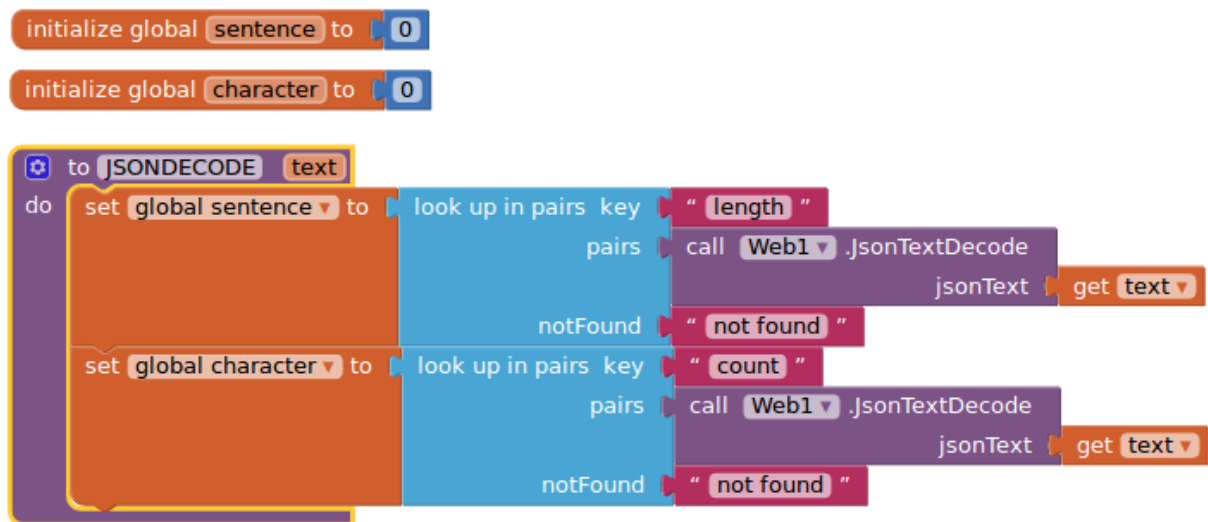 initialize global sentence to 0
initialize global character to 0
to JSONDECODE text
do set global sentence to look up in pairs key “ length ”
pairs call Web1 .JsonTextDecode
jsonText get text
notFound “ not found ”
set global character to look up in pairs key “ count ”
pairs call Web1 .JsonTextDecode
jsonText get text
notFound “ not found ”